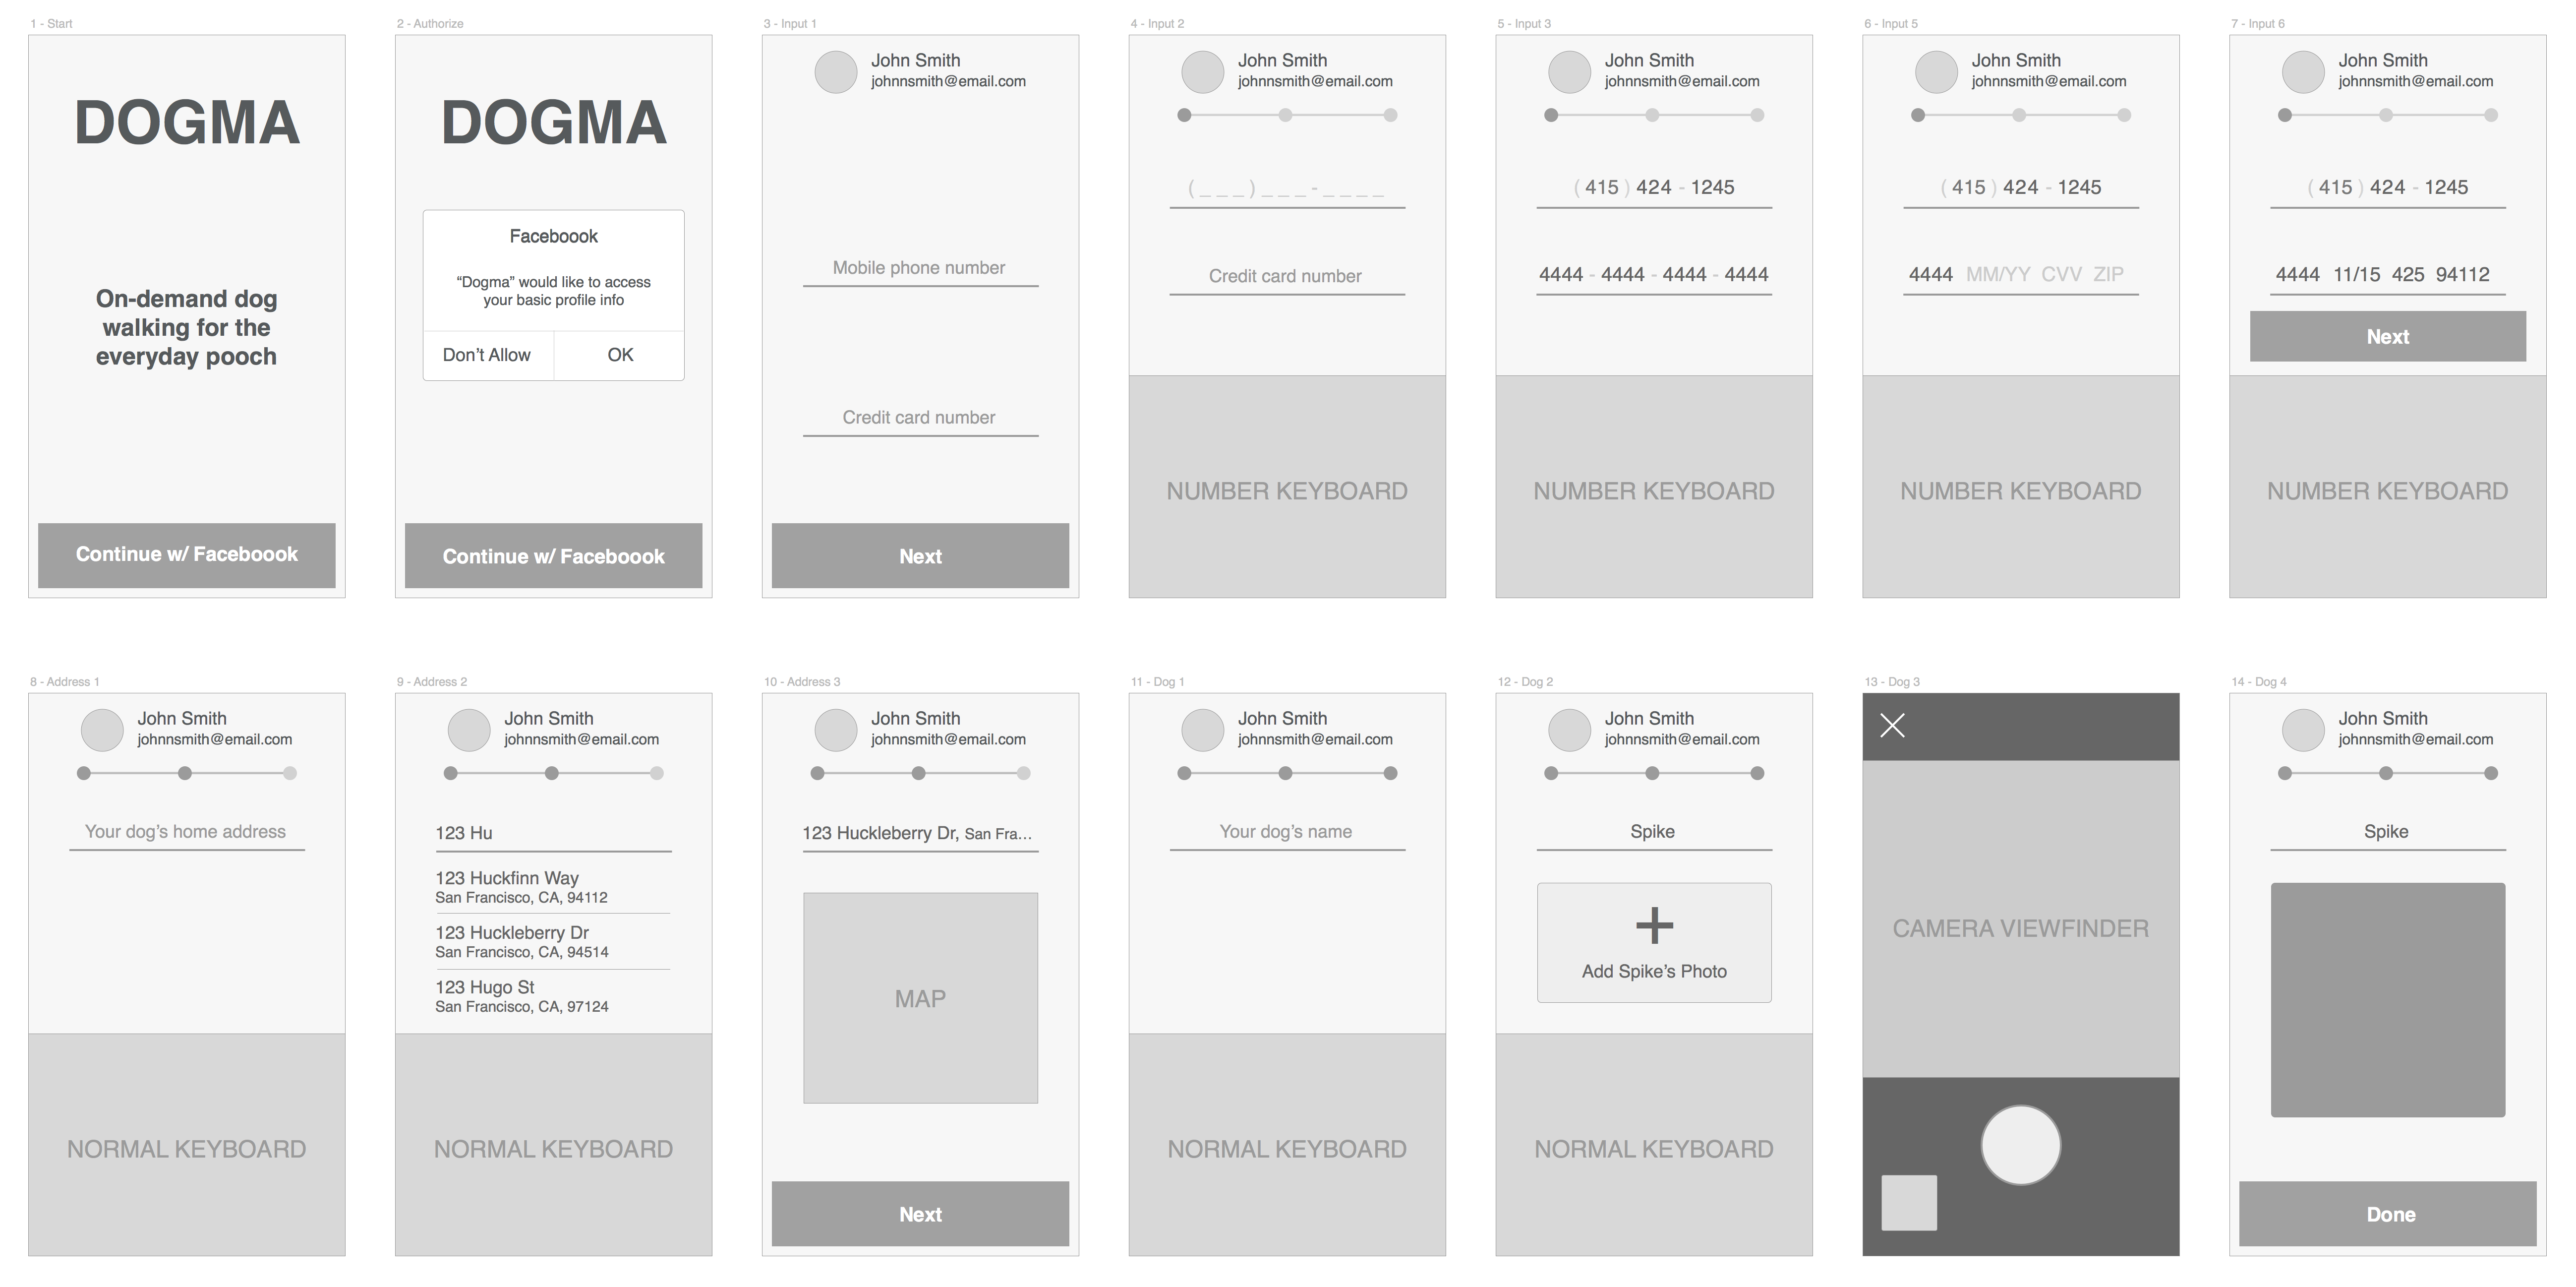 1 - Start
DOGMA
On-demand dog
walking for the
everyday pooch
Continue w/ Faceboook
2 - Authorize
DOGMA
Faceboook
“Dogma” would like to access
your basic profile info
Don’t Allow
OK
Continue w/ Faceboook
3 - Input 1
John Smith
johnnsmith@email.com
Mobile phone number
Credit card number
Next
4 - Input 2
John Smith
johnnsmith@email.com
(_ _ _) _ _ _-_ _ _ _
Credit card number
NUMBER KEYBOARD
5 - Input 3
John Smith
johnnsmith@email.com
( 415 ) 424 - 1245
4444 - 4444 - 4444 - 4444
NUMBER KEYBOARD
6 - Input 5
John Smith
johnnsmith@email.com
( 415 ) 424 - 1245
4444 MM/YY CVV ZIP
NUMBER KEYBOARD
7 - Input 6
John Smith
johnnsmith@email.com
( 415 ) 424 - 1245
4444 11/15 425 94112
Next
NUMBER KEYBOARD
8 - Address 1
John Smith
johnnsmith@email.com
Your dog’s home address
NORMAL KEYBOARD
9 - Address 2
John Smith
johnnsmith@email.com
123 Hu
123 Huckfinn Way
San Francisco, CA, 94112
123 Huckleberry Dr
San Francisco, CA, 94514
123 Hugo St
San Francisco, CA, 97124
NORMAL KEYBOARD
10 - Address 3
John Smith
johnnsmith@email.com
123 Huckleberry Dr, San Fra...
MAP
Next
11 - Dog 1
John Smith
johnnsmith@email.com
Your dog’s name
NORMAL KEYBOARD
12 - Dog 2
John Smith
johnnsmith@email.com
Spike
Add Spike’s Photo
NORMAL KEYBOARD
13 - Dog 3
CAMERA VIEWFINDER
14 - Dog 4
John Smith
johnnsmith@email.com
Spike
Done